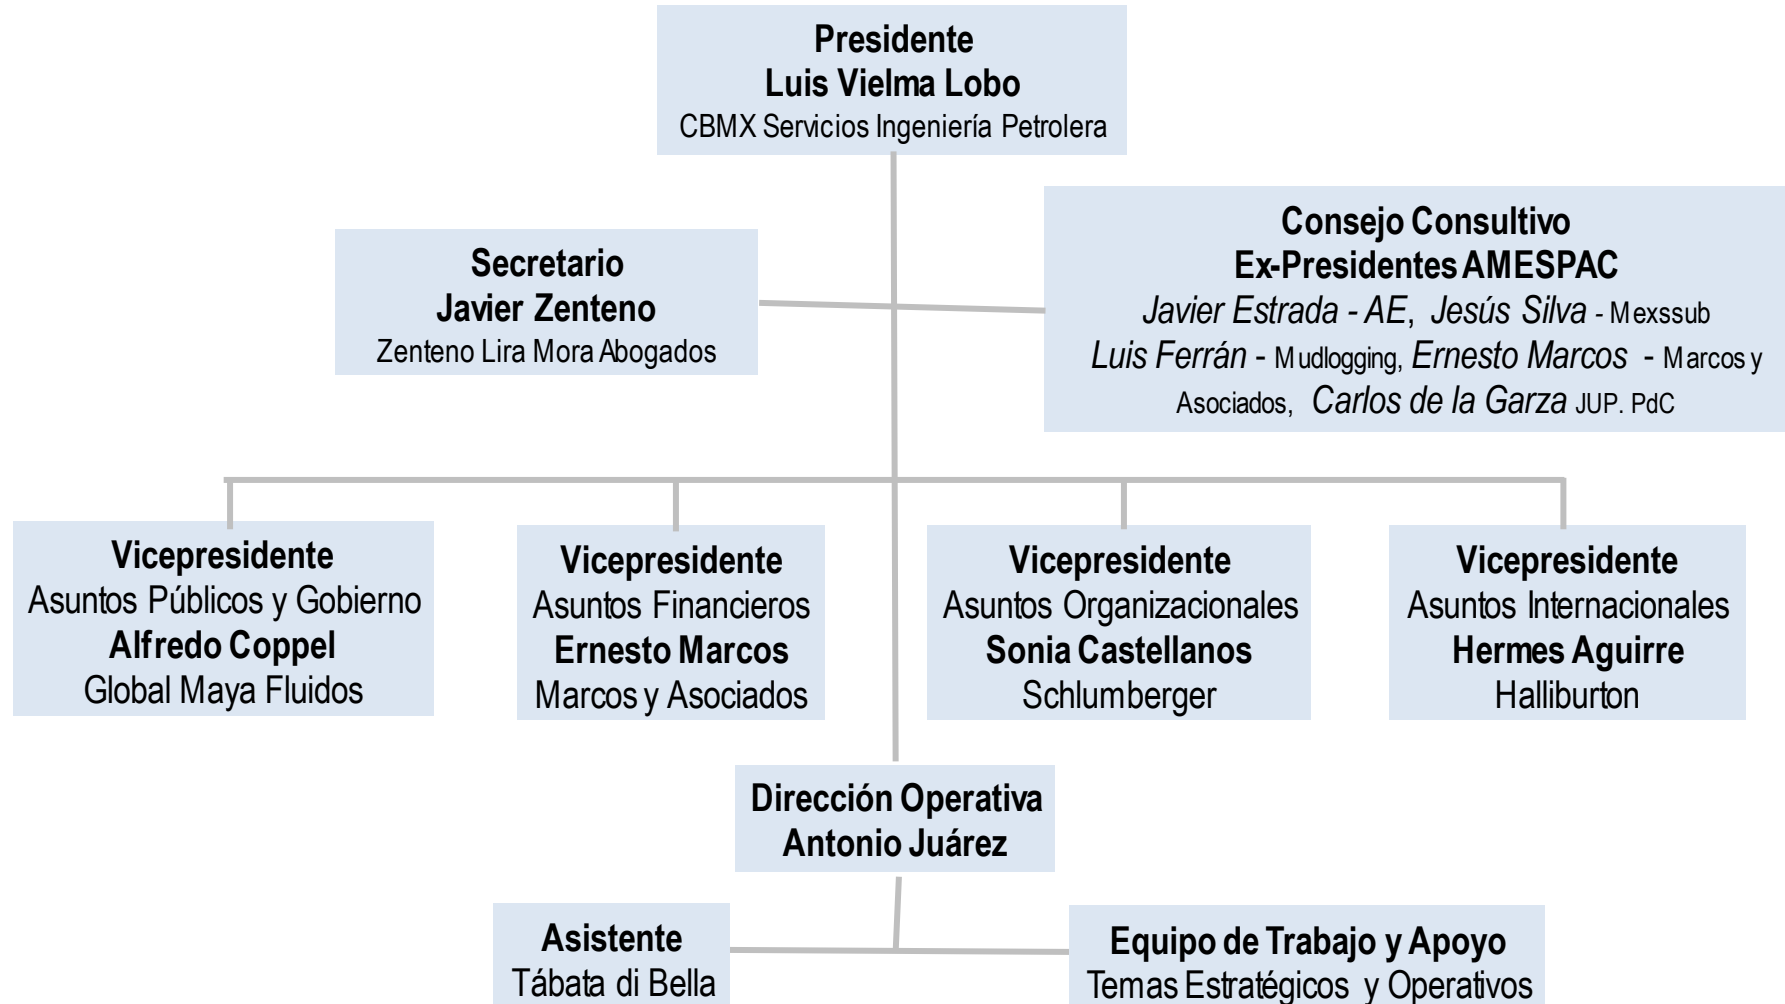 Presidente
Luis Vielma Lobo
CBMX Servicios Ingeniería Petrolera
Secretario
Javier Zenteno
Zenteno Lira Mora Abogados
Consejo Consultivo
Ex-Presidentes AMESPAC
Javier Estrada - AE, Jesús Silva - Mexssub
Luis Ferrán - Mudlogging, Ernesto Marcos - Marcos y
Asociados, Carlos de la Garza JUP. PdC
Vicepresidente
Asuntos Públicos y Gobierno
Alfredo Coppel
Global Maya Fluidos
Vicepresidente
Asuntos Financieros
Ernesto Marcos
Marcos y Asociados
Vicepresidente
Asuntos Organizacionales
Sonia Castellanos
Schlumberger
Vicepresidente
Asuntos Internacionales
Hermes Aguirre
Halliburton
Dirección Operativa
Antonio Juárez
Asistente
Tábata di Bella
Equipo de Trabajo y Apoyo
Temas Estratégicos y Operativos